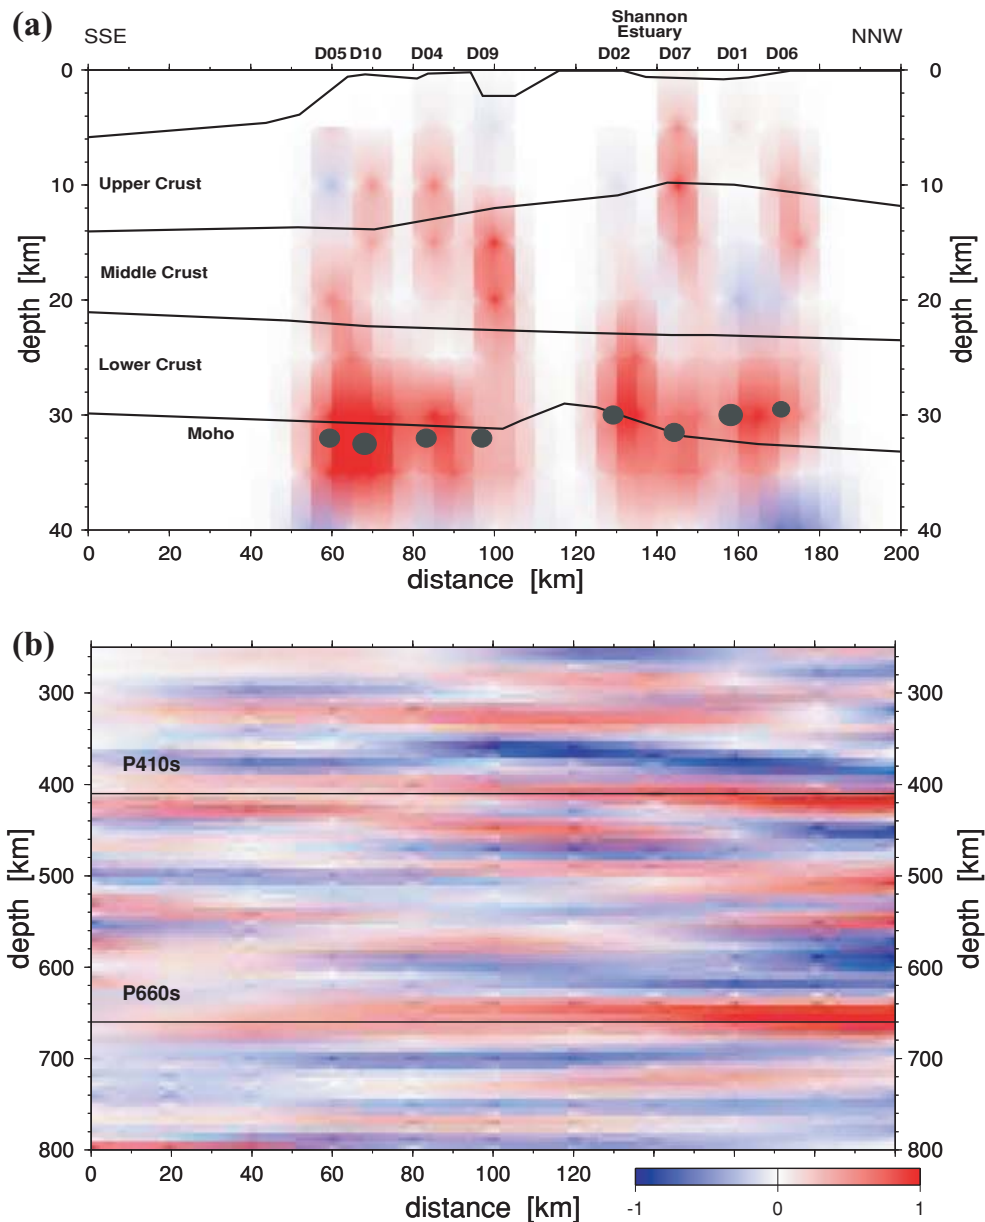 (a)
SSE
Shannon
Estuary
NNW
D05 D10 D04 D09 D02 D07 D01 D06
0 0
Upper Crust
10 10
Middle Crust
depth [km] depth [km]
20 20
Lower Crust
30 30
Moho
40 40
0 20 40 60 80 100 120 140 160 180 200
distance [km]
(b)
300 300
P410s
400 400
depth [km] depth [km]
500 500
600 600
P660s
700 700
800 800
0 20 40 60 80 100 120
distance [km]
-1 0 1